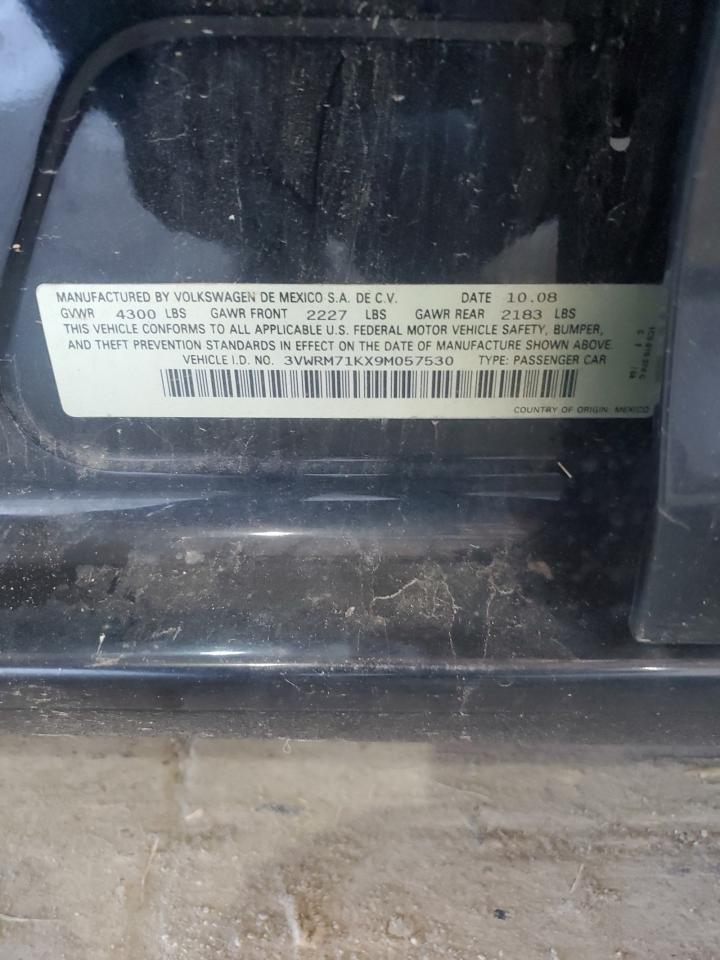 MANUFACTURED BY VOLKSWAGEN DE MEXICO S.A. DE C.V. DATE 10.08
GVWR 4300 LBS GAWR FRONT 2227 LBS GAWR REAR 2183 LBS
THIS VEHICLE CONFORMS TO ALL APPLICABLE U.S. FEDERAL MOTOR VEHICLE SAFETY, BUMPER,
AND THEFT PREVENTION STANDARDS IN EFFECT ON THE DATE OF MANUFACTURE SHOWN ABOVE.
VEHICLE I.D. NO. 3VWRM71KX9M057530 TYPE: PASSENGER CAR
COUNTRY OF ORIGIN: MEXICO